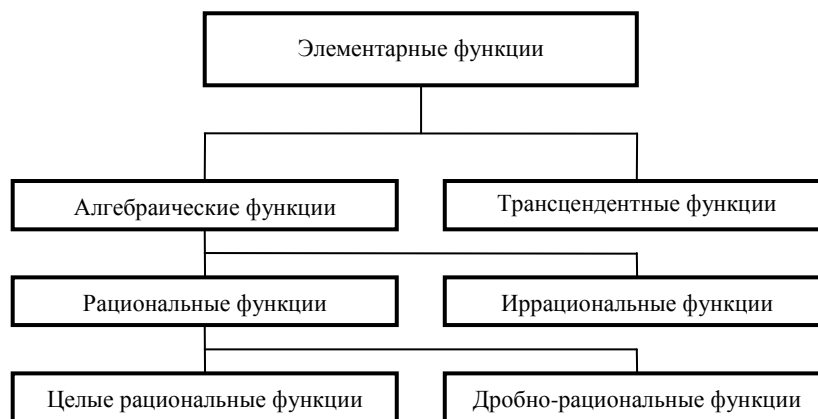 Элементарные функции
Алгебраические функции
Трансцендентные функции
Рациональные функции
Иррациональные функции
Целые рациональные функции
Дробно-рациональные функции